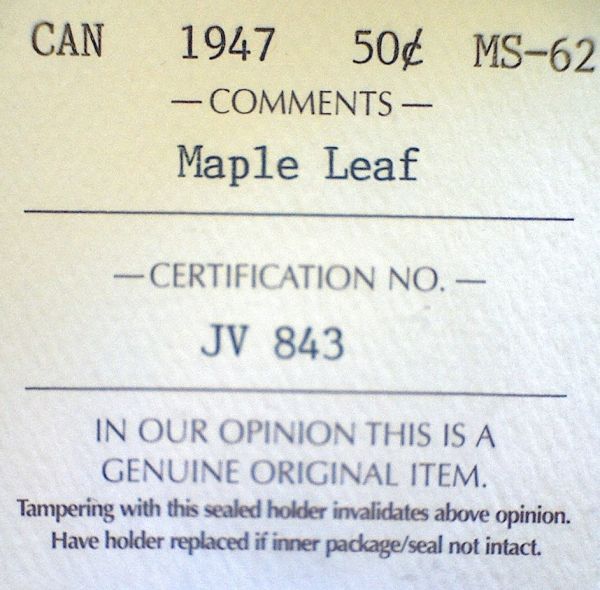 CAN 1947 50¢ MS-62
— COMMENTS —
Maple Leaf
— CERTIFICATION NO. —
JV 843
IN OUR OPINION THIS IS A
GENUINE ORIGINAL ITEM.
Tampering with this sealed holder invalidates above opinion.
Have holder replaced if inner package/seal not intact.